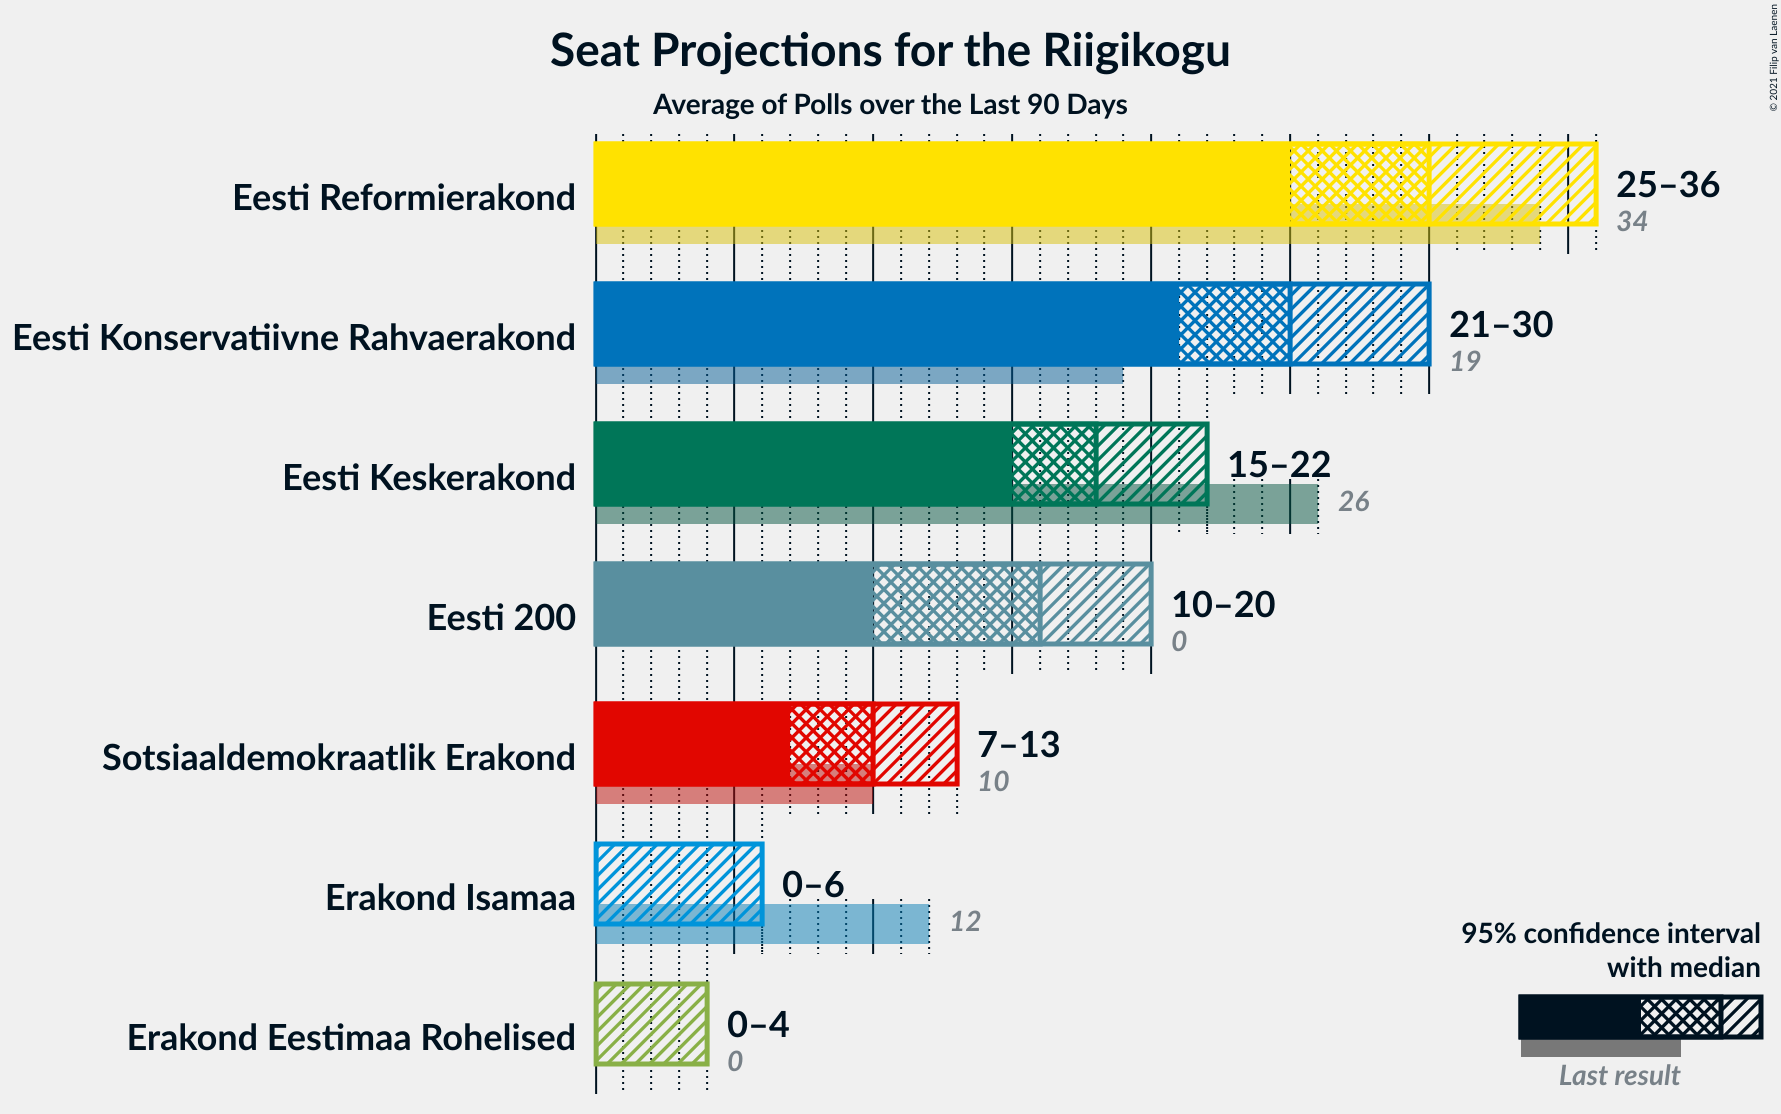 Seat Projections for the Riigikogu
Average of Polls over the Last 90 Days
© 2021 Filip van Laenen
Eesti Reformierakond
25–36
34
Eesti Konservatiivne Rahvaerakond
21–30
19
Eesti Keskerakond
15–22
26
Eesti 200
10–20
0
Sotsiaaldemokraatlik Erakond
7–13
10
Erakond Isamaa
0–6
12
Erakond Eestimaa Rohelised
0–4
0
95% confidence interval
with median
Last result